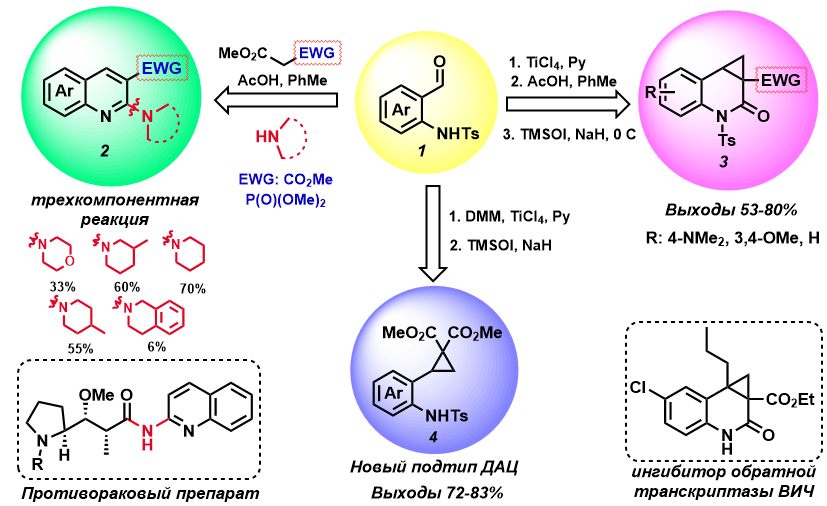 EWG
Ar
N
N
2
MeO₂C
EWG
AcOH, PhMe
HN
EWG: CO₂Me
P(O)(OMe)₂
O
Ar
NHTs
1
1. TiCl₄, Py
2. AcOH, PhMe
3. TMSOI, NaH, 0 C
R
EWG
N
O
Ts
3
трехкомпонентная
реакция
N
O
33%
N
60%
N
70%
N
55%
N
6%
1. DMM, TiCl₄, Py
2. TMSOI, NaH
Выходы 53-80%
R: 4-NMe₂, 3,4-OMe, H
MeO₂C
CO₂Me
Ar
NHTs
4
Новый подтип ДАЦ
Выходы 72-83%
OMe
O
N
R
H
N
H
N
Противораковый препарат
Cl
CO₂Et
N
H
O
ингибитор обратной
транскриптазы ВИЧ